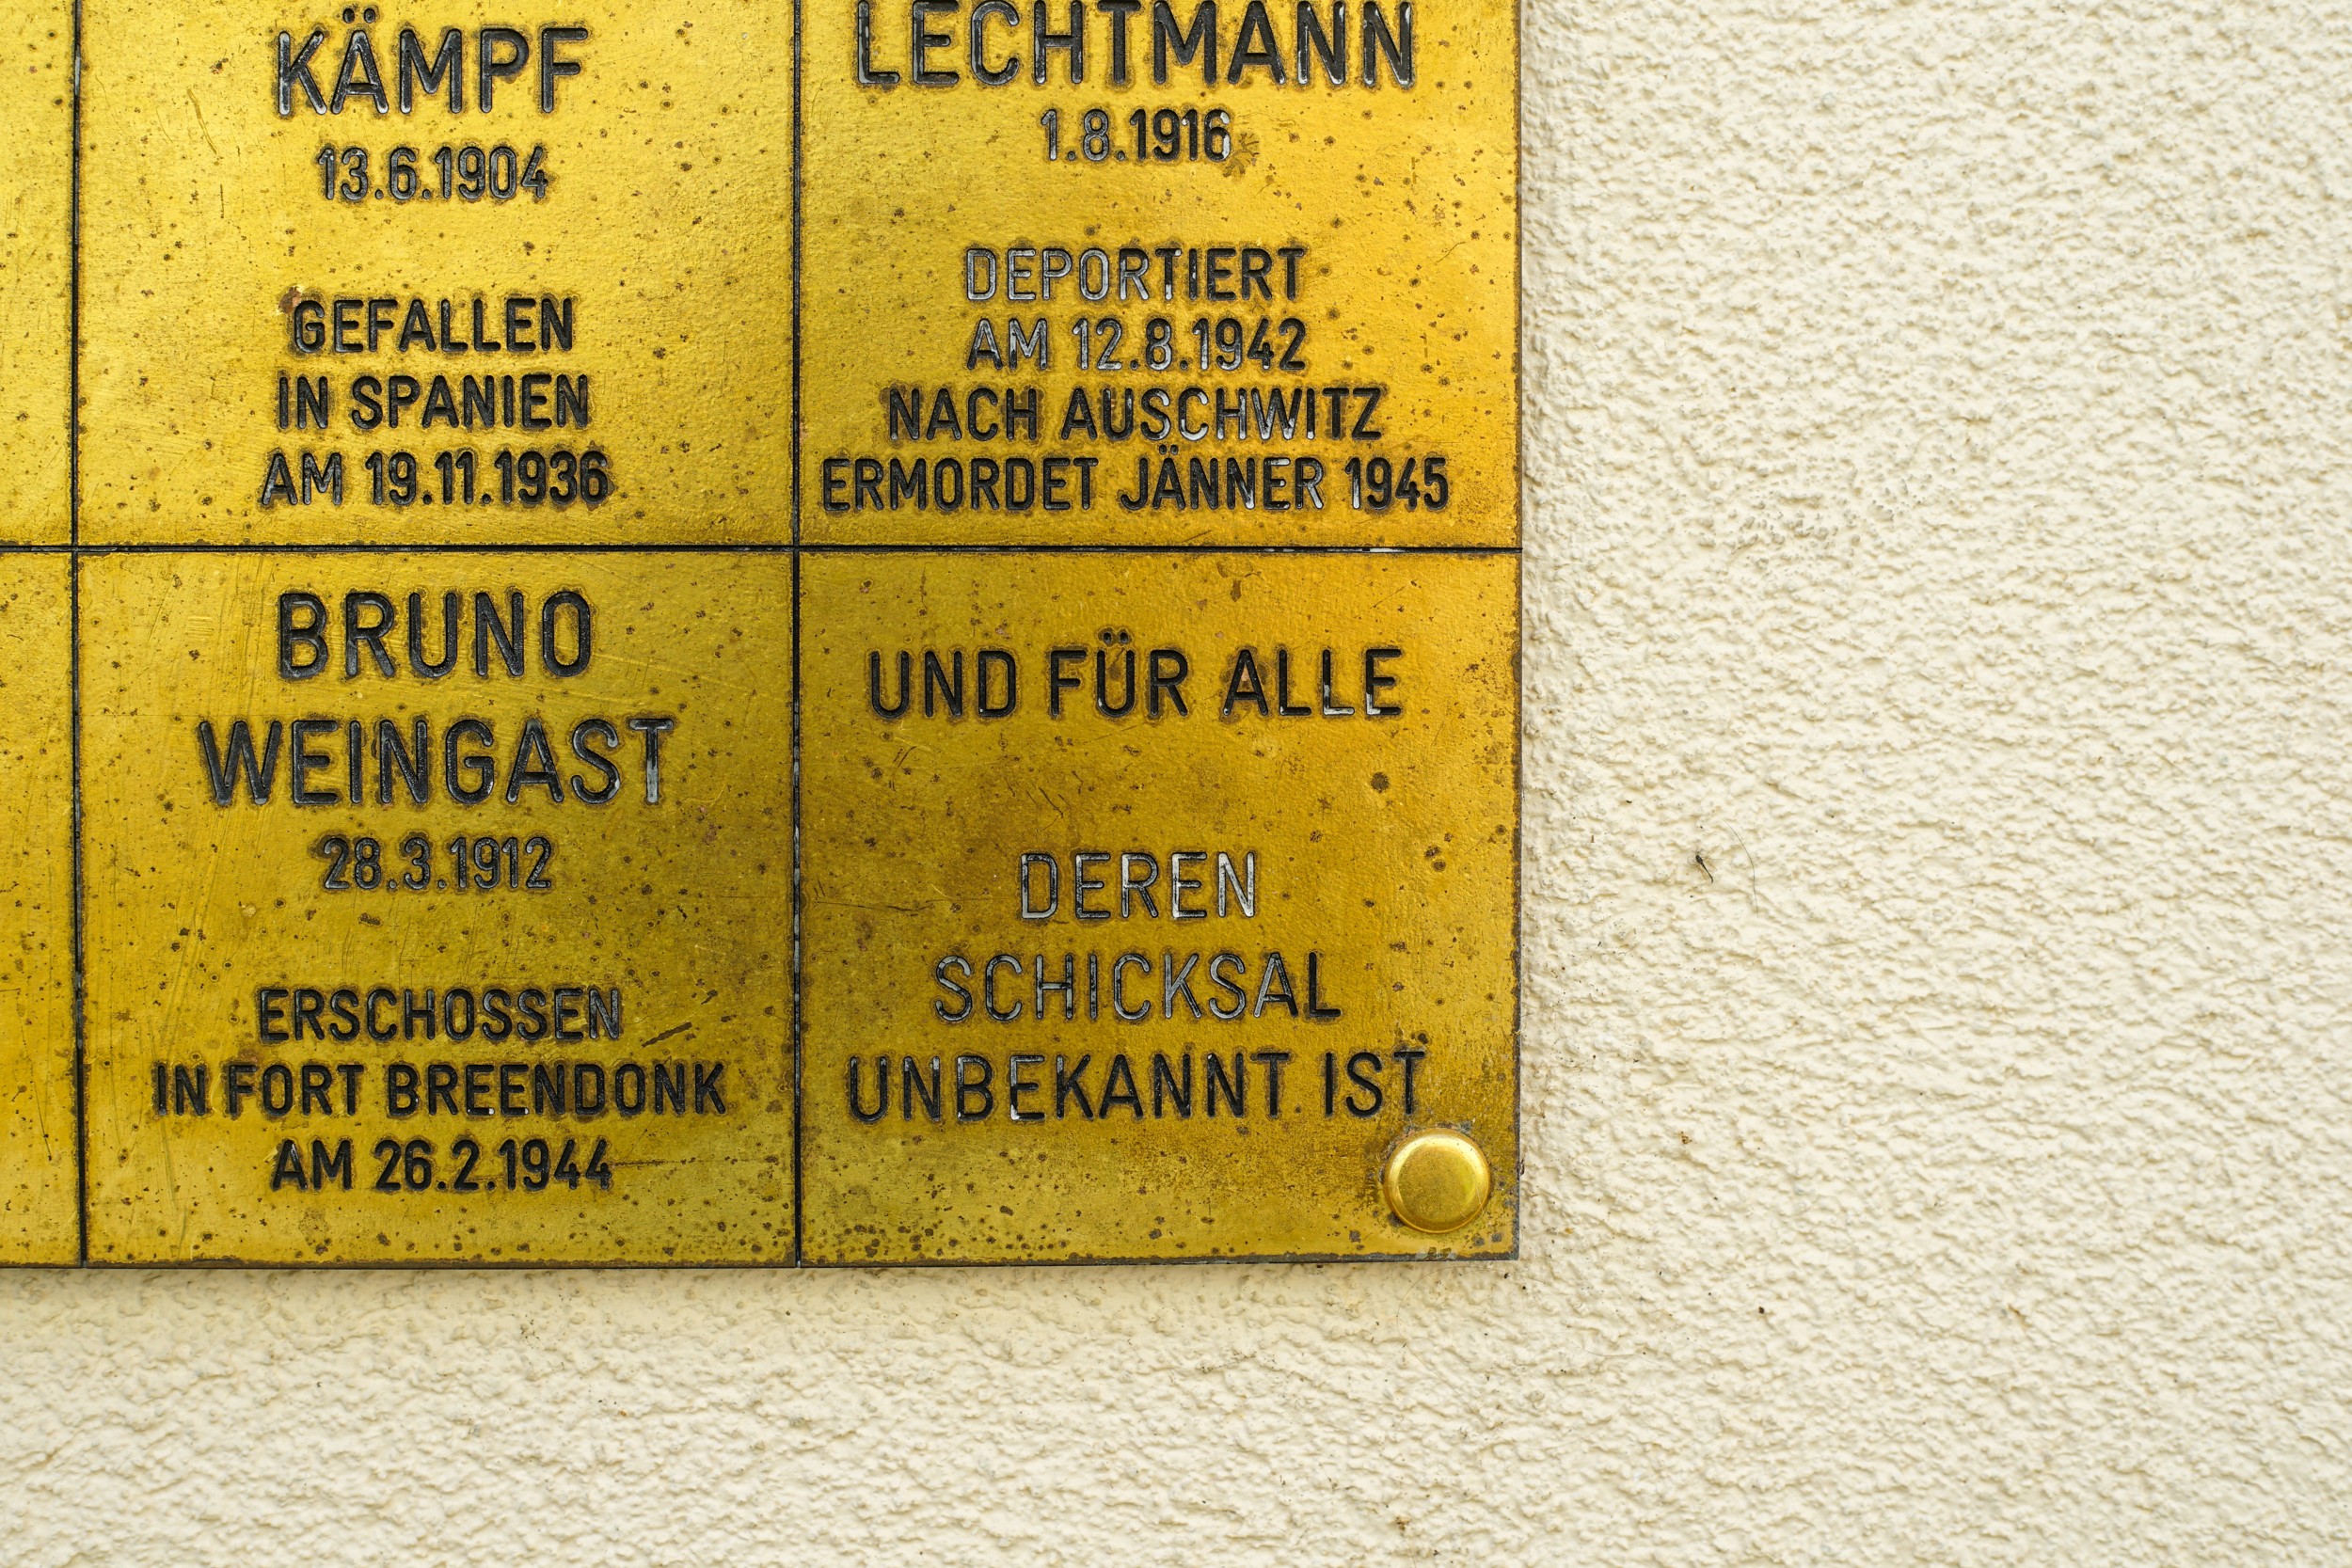 KÄMPF
13.6.1904
GEFALLEN
IN SPANIEN
AM 19.11.1936
LECHTMANN
1.8.1916
DEPORTIERT
AM 12.8.1942
NACH AUSCHWITZ
ERMORDET JÄNNER 1945
BRUNO
WEINGAST
28.3.1912
ERSCHOSSEN
IN FORT BREENDONK
AM 26.2.1944
UND FÜR ALLE
DEREN
SCHICKSAL
UNBEKANNT IST